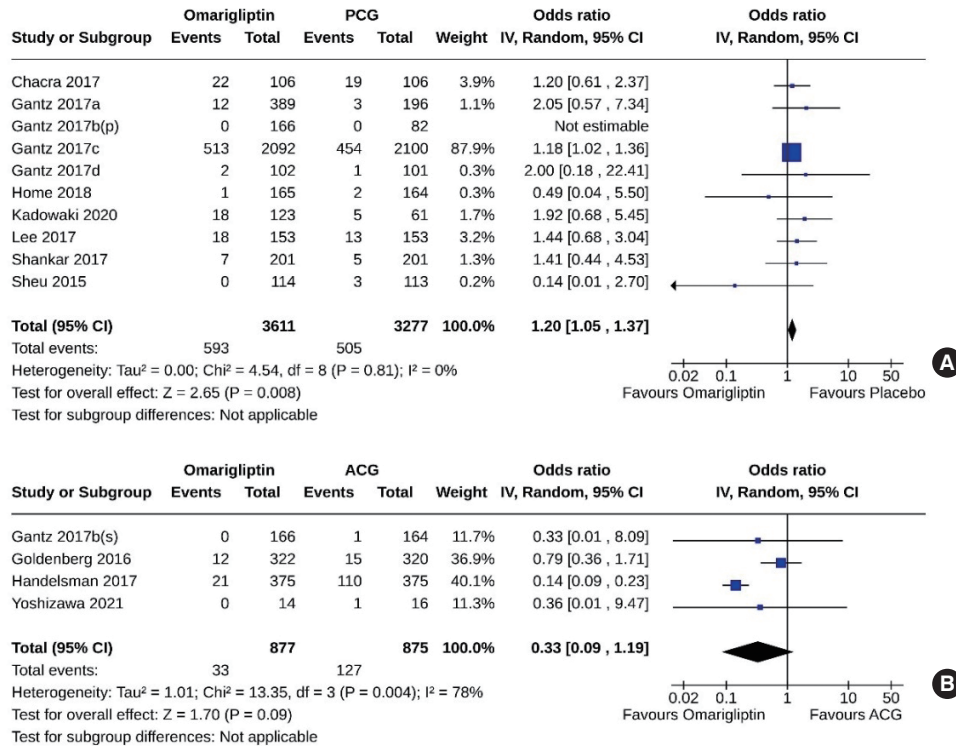 Omarigliptin PCG Odds ratio Odds ratio
Study or Subgroup Events Total Events Total Weight IV, Random, 95% CI IV, Random, 95% CI
Chacra 2017 22 106 19 106 3.9% 1.20 [0.61 , 2.37]
Gantz 2017a 12 389 3 196 1.1% 2.05 [0.57 , 7.34]
Gantz 2017b(p) 0 166 0 82 Not estimable
Gantz 2017c 513 2092 454 2100 87.9% 1.18 [1.02 , 1.36]
Gantz 2017d 2 102 1 101 0.3% 2.00 [0.18 , 22.41]
Home 2018 1 165 2 164 0.3% 0.49 [0.04 , 5.50]
Kadowaki 2020 18 123 5 61 1.7% 1.92 [0.68 , 5.45]
Lee 2017 18 153 13 153 3.2% 1.44 [0.68 , 3.04]
Shankar 2017 7 201 5 201 1.3% 1.41 [0.44 , 4.53]
Sheu 2015 0 114 3 113 0.2% 0.14 [0.01 , 2.70]
Total (95% CI) 3611 3277 100.0% 1.20 [1.05 , 1.37]
Total events: 593 505
Heterogeneity: Tau² = 0.00; Chi² = 4.54, df = 8 (P = 0.81); I² = 0%
Test for overall effect: Z = 2.65 (P = 0.008)
Test for subgroup differences: Not applicable
0.02 0.1 1 10 50
Favours Omarigliptin Favours Placebo
A
Omarigliptin ACG Odds ratio Odds ratio
Study or Subgroup Events Total Events Total Weight IV, Random, 95% CI IV, Random, 95% CI
Gantz 2017b(s) 0 166 1 164 11.7% 0.33 [0.01 , 8.09]
Goldenberg 2016 12 322 15 320 36.9% 0.79 [0.36 , 1.71]
Handelsman 2017 21 375 110 375 40.1% 0.14 [0.09 , 0.23]
Yoshizawa 2021 0 14 1 16 11.3% 0.36 [0.01 , 9.47]
Total (95% CI) 877 875 100.0% 0.33 [0.09 , 1.19]
Total events: 33 127
Heterogeneity: Tau² = 1.01; Chi² = 13.35, df = 3 (P = 0.004); I² = 78%
Test for overall effect: Z = 1.70 (P = 0.09)
Test for subgroup differences: Not applicable
0.02 0.1 1 10 50
Favours Omarigliptin Favours ACG
B